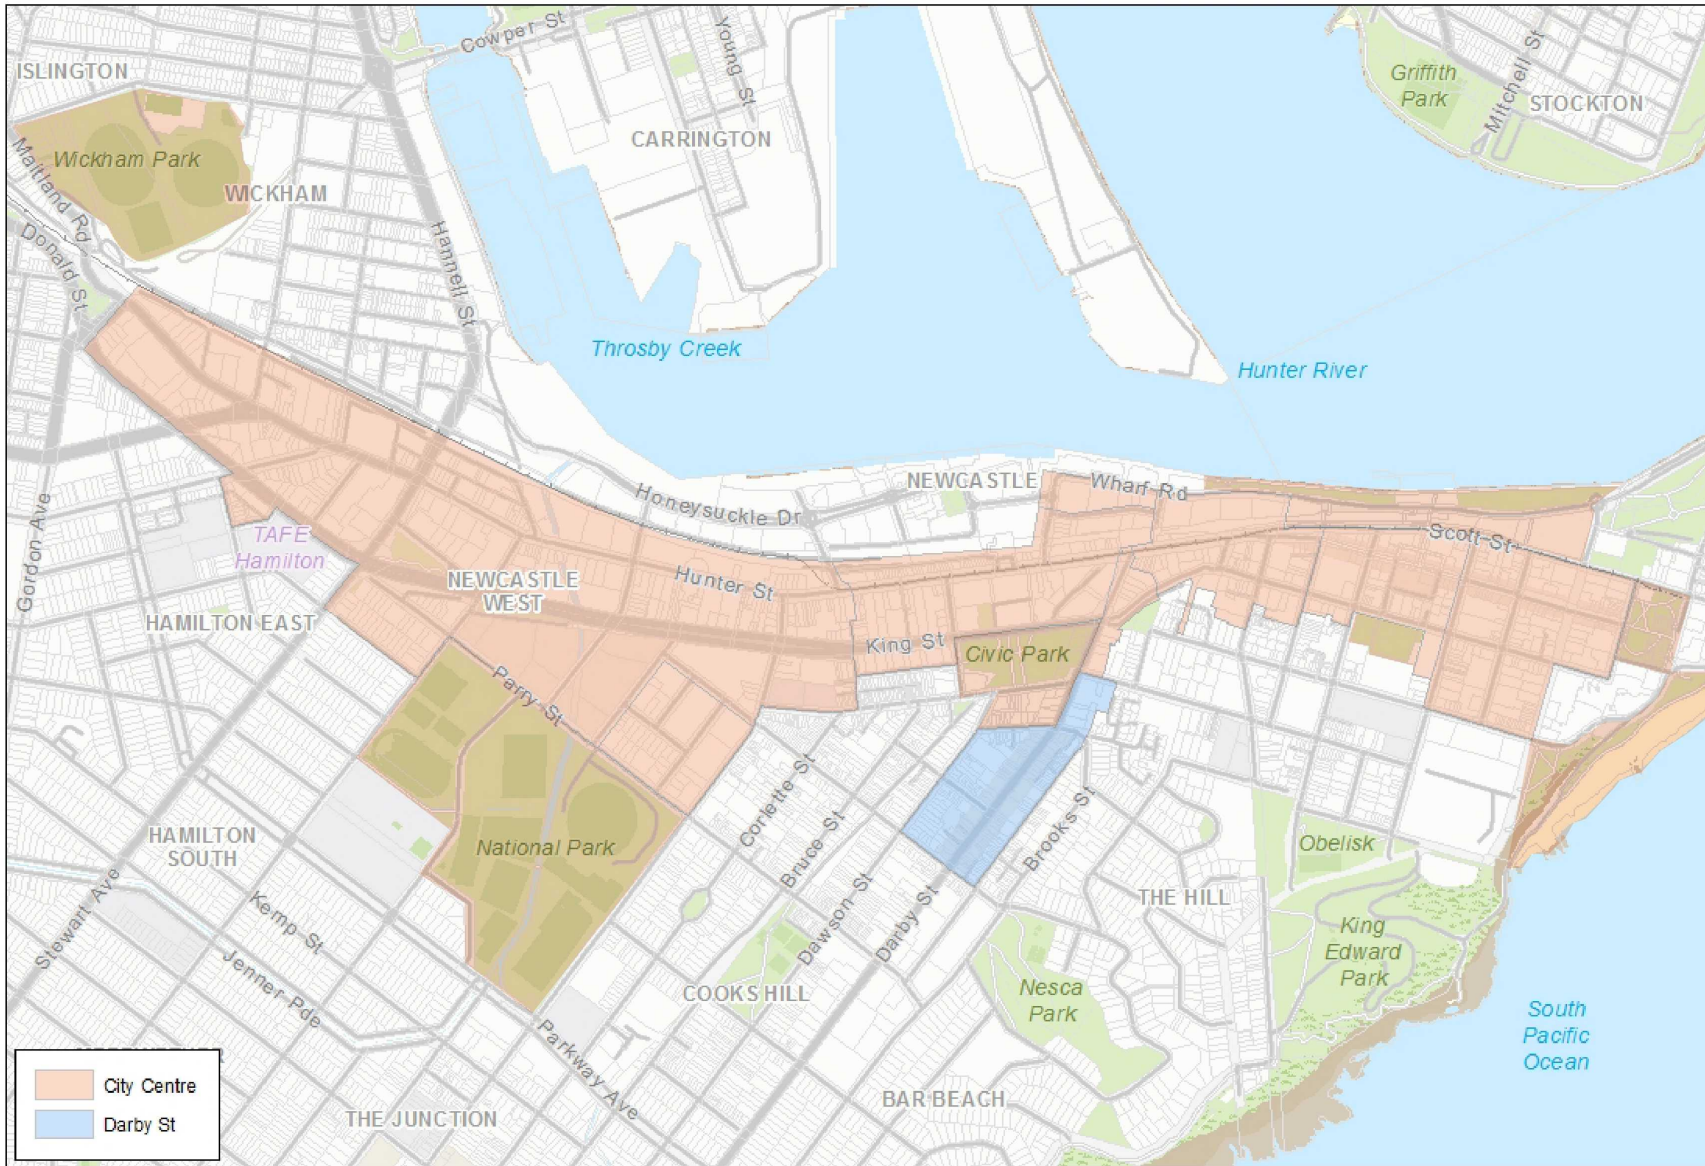 Cowper St
Young St
ISLINGTON
Griffith
Park
Mitchell St
STOCKTON
CARRINGTON
Wickham Park
Maitland Rd
WICKHAM
Donald St
Hannell St
Throsby Creek
Hunter River
NEWCASTLE
Wharf Rd
Honeysuckle Dr
Scott St
Gordon Ave
TAFE
Hamilton
NEWCASTLE
WEST
Hunter St
HAMILTON EAST
King St
Civic Park
Parry St
Corlette St
Bruce St
Brooks St
HAMILTON
SOUTH
National Park
Obelisk
Stewart Ave
Kemp St
Dawson St
Darby St
THE HILL
King
Edward
Park
Jenner Pde
COOKS HILL
Nesca
Park
South
Pacific
Ocean
Parkway Ave
BAR BEACH
THE JUNCTION
City Centre
Darby St